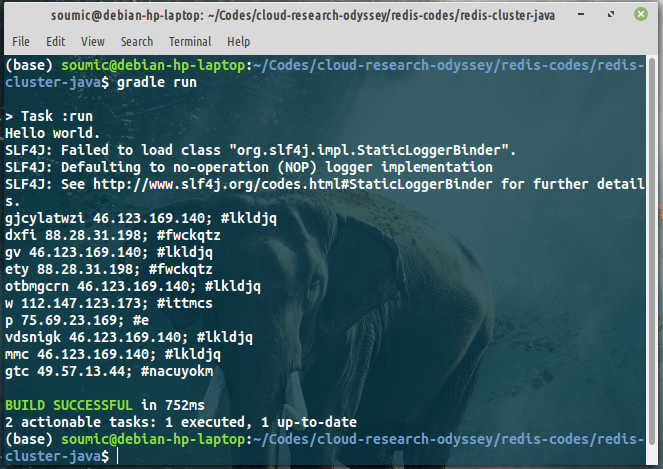 soumic@debian-hp-laptop: ~/Codes/cloud-research-odyssey/redis-codes/redis-cluster-java
File Edit View Search Terminal Help
(base) soumic@debian-hp-laptop:~/Codes/cloud-research-odyssey/redis-codes/redis-
cluster-java$ gradle run
> Task :run
Hello world.
SLF4J: Failed to load class "org.slf4j.impl.StaticLoggerBinder".
SLF4J: Defaulting to no-operation (NOP) logger implementation
SLF4J: See http://www.slf4j.org/codes.html#StaticLoggerBinder for further detail
s.
gjcylatwzi 46.123.169.140; #lkldjq
dxfi 88.28.31.198; #fwckqtz
gv 46.123.169.140; #lkldjq
ety 88.28.31.198; #fwckqtz
otbmgcrn 46.123.169.140; #lkldjq
w 112.147.123.173; #ittmcs
p 75.69.23.169; #e
vdsnigk 46.123.169.140; #lkldjq
mmc 46.123.169.140; #lkldjq
gtc 49.57.13.44; #nacuyokm
BUILD SUCCESSFUL in 752ms
2 actionable tasks: 1 executed, 1 up-to-date
(base) soumic@debian-hp-laptop:~/Codes/cloud-research-odyssey/redis-codes/redis-
cluster-java$